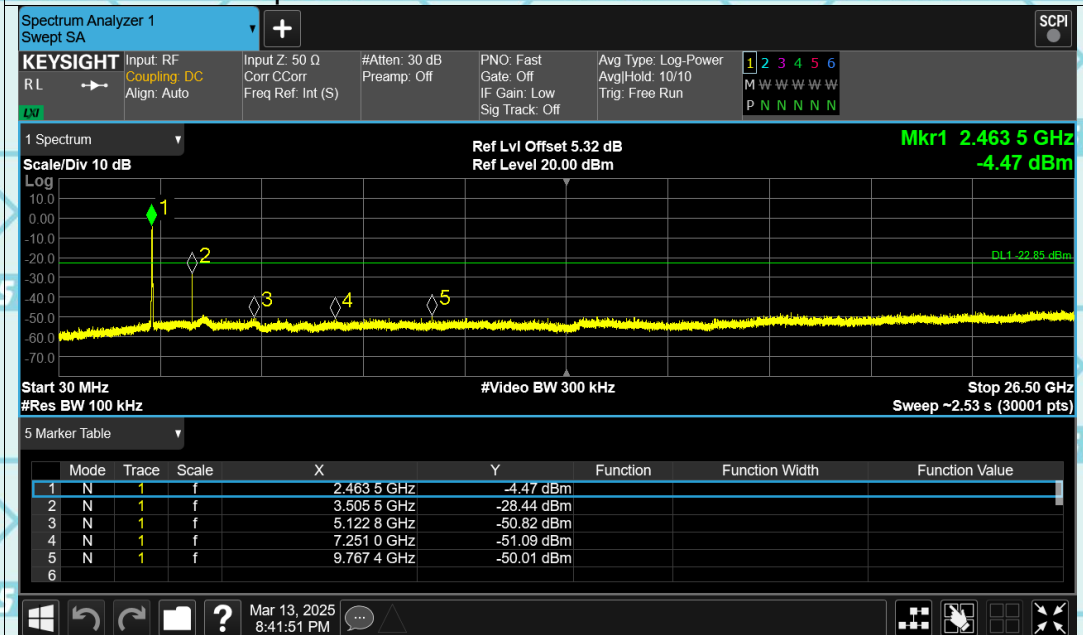 Spectrum Analyzer 1
Swept SA
+
SCPI
KEYSIGHT
RL
LXI
Input: RF
Coupling: DC
Align: Auto
Input Z: 50 Ω
Corr CCorr
Freq Ref: Int (S)
#Atten: 30 dB
Preamp: Off
PNO: Fast
Gate: Off
IF Gain: Low
Sig Track: Off
Avg Type: Log-Power
Avg|Hold: 10/10
Trig: Free Run
1 2 3 4 5 6
M W W W W W
P N N N N N
1 Spectrum
Scale/Div 10 dB
Ref Lvl Offset 5.32 dB
Ref Level 20.00 dBm
Mkr1 2.463 5 GHz
-4.47 dBm
Log
10.0
0.00
-10.0
-20.0
-30.0
-40.0
-50.0
-60.0
-70.0
1
2
3
4
5
DL1 -22.85 dBm
Start 30 MHz
#Res BW 100 kHz
#Video BW 300 kHz
Stop 26.50 GHz
Sweep ~2.53 s (30001 pts)
5 Marker Table
Mode Trace Scale X Y Function Function Width Function Value
1 N 1 f 2.463 5 GHz -4.47 dBm
2 N 1 f 3.505 5 GHz -28.44 dBm
3 N 1 f 5.122 8 GHz -50.82 dBm
4 N 1 f 7.251 0 GHz -51.09 dBm
5 N 1 f 9.767 4 GHz -50.01 dBm
6
?
Mar 13, 2025
8:41:51 PM